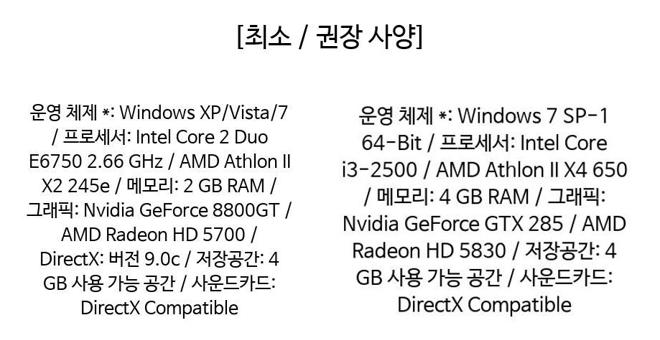 [최소 / 권장 사양]
운영 체제 *: Windows XP/Vista/7
/ 프로세서: Intel Core 2 Duo
E6750 2.66 GHz / AMD Athlon II
X2 245e / 메모리: 2 GB RAM /
그래픽: Nvidia GeForce 8800GT /
AMD Radeon HD 5700 /
DirectX: 버전 9.0c / 저장공간: 4
GB 사용 가능 공간 / 사운드카드:
DirectX Compatible
운영 체제 *: Windows 7 SP-1
64-Bit / 프로세서: Intel Core
i3-2500 / AMD Athlon II X4 650
/ 메모리: 4 GB RAM / 그래픽:
Nvidia GeForce GTX 285 / AMD
Radeon HD 5830 / 저장공간: 4
GB 사용 가능 공간 / 사운드카드:
DirectX Compatible